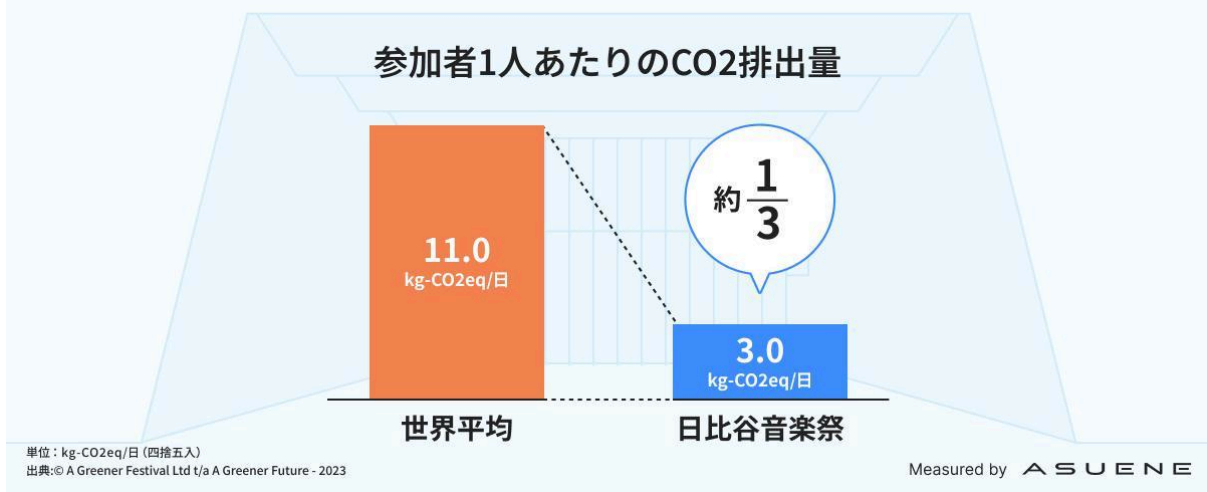 参加者1人あたりのCO2排出量
約 1/3
11.0
kg-CO2eq/日
3.0
kg-CO2eq/日
世界平均
日比谷音楽祭
単位：kg-CO2eq/日（四捨五入）
出典:© A Greener Festival Ltd t/a A Greener Future - 2023
Measured by ASUENE